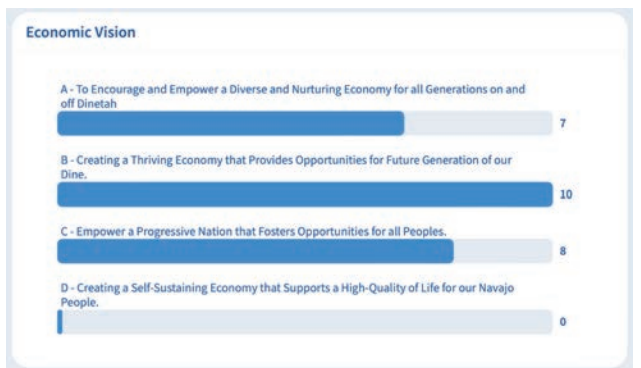 Economic Vision
A - To Encourage and Empower a Diverse and Nurturing Economy for all Generations on and
off Dinetah
7
B - Creating a Thriving Economy that Provides Opportunities for Future Generation of our
Dine.
10
C - Empower a Progressive Nation that Fosters Opportunities for all Peoples.
8
D - Creating a Self-Sustaining Economy that Supports a High-Quality of Life for our Navajo
People.
0